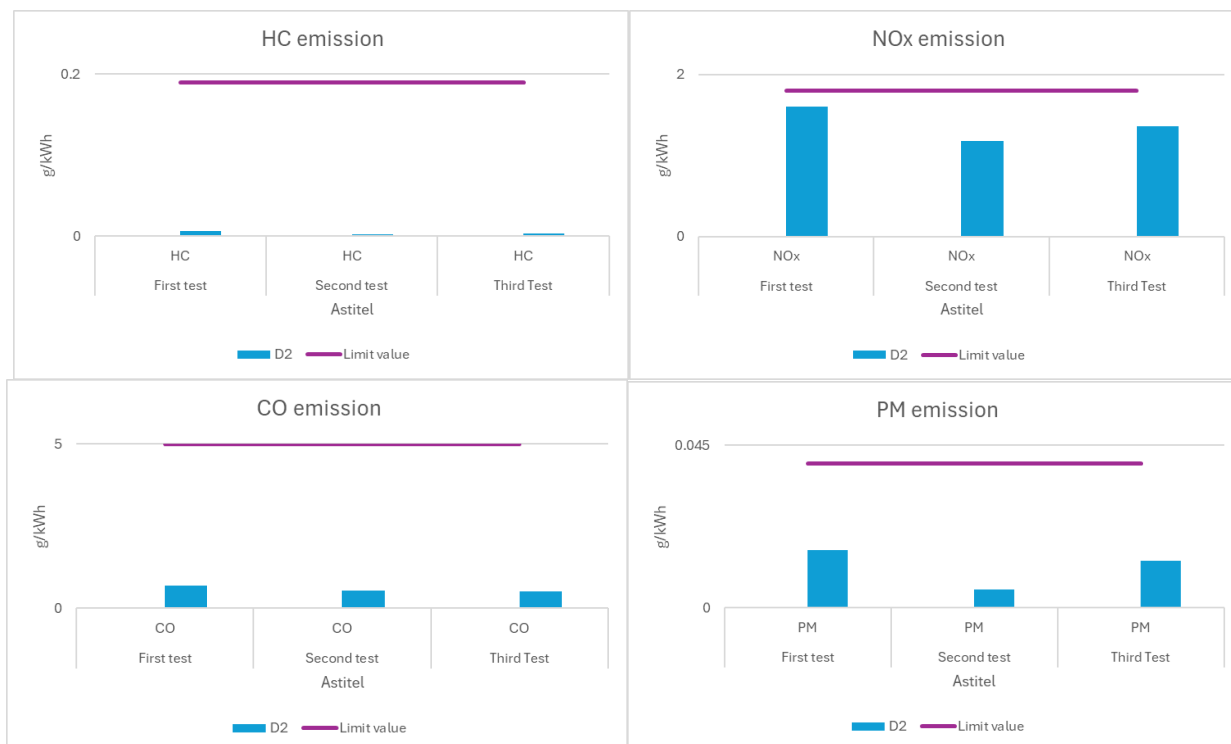 HC emission
0.2
g/kWh
0
HC HC HC
First test Second test Third Test
Astitel
D2 Limit value
NOx emission
2
g/kWh
0
NOx NOx NOx
First test Second test Third Test
Astitel
D2 Limit value
CO emission
5
g/kWh
0
CO CO CO
First test Second test Third Test
Astitel
D2 Limit value
PM emission
0.045
g/kWh
0
PM PM PM
First test Second test Third Test
Astitel
D2 Limit value